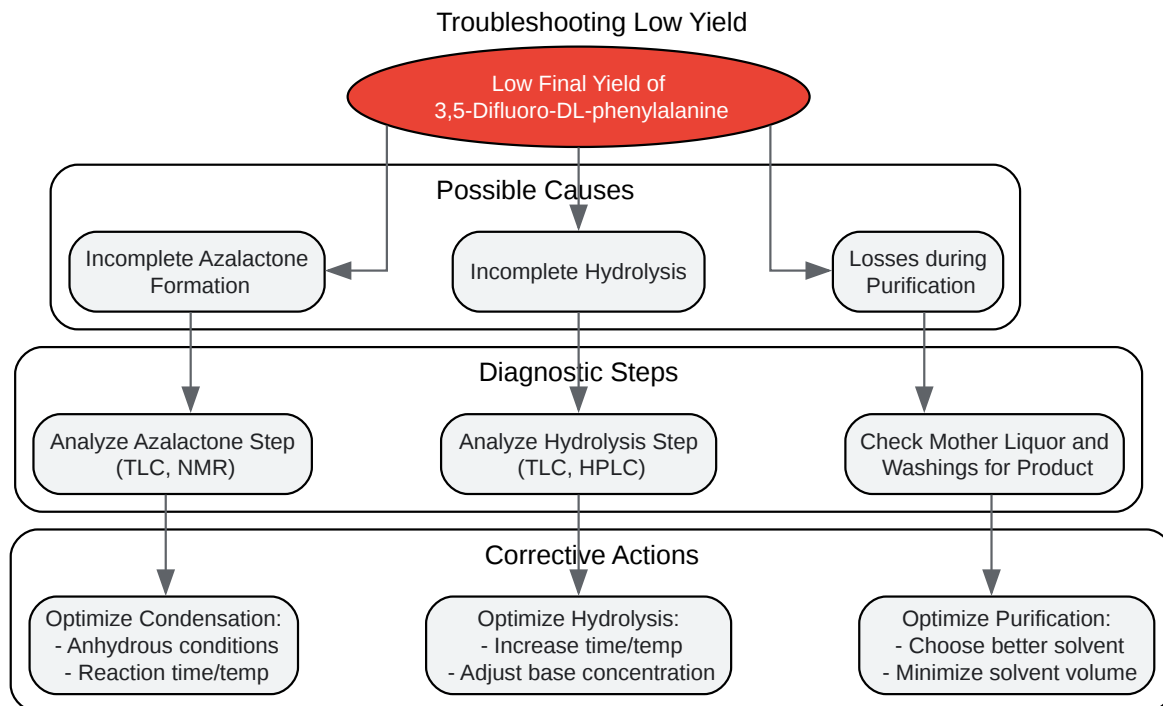 Troubleshooting Low Yield
Low Final Yield of
3,5-Difluoro-DL-phenylalanine
Possible Causes
Incomplete Azalactone
Formation
Incomplete Hydrolysis
Losses during
Purification
Diagnostic Steps
Analyze Azalactone Step
(TLC, NMR)
Analyze Hydrolysis Step
(TLC, HPLC)
Check Mother Liquor and
Washings for Product
Corrective Actions
Optimize Condensation:
- Anhydrous conditions
- Reaction time/temp
Optimize Hydrolysis:
- Increase time/temp
- Adjust base concentration
Optimize Purification:
- Choose better solvent
- Minimize solvent volume